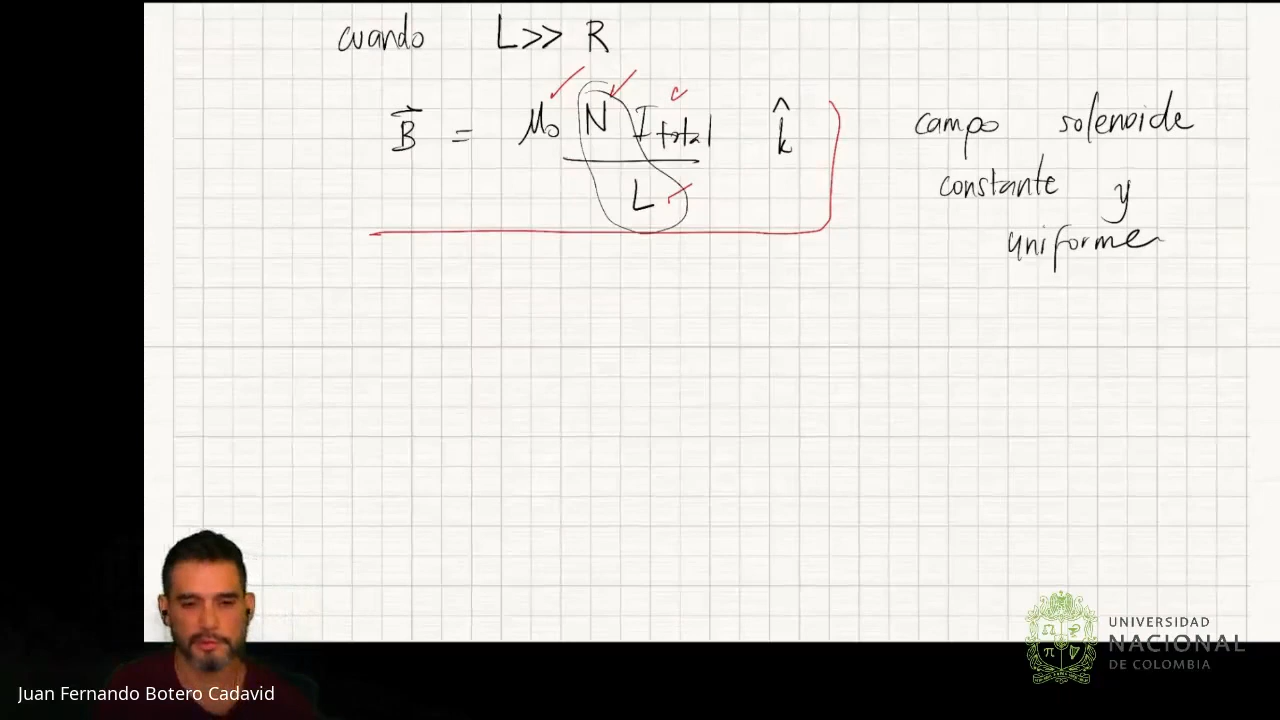 cuando L >> R
B⃗ = μ₀ N I total k̂
L
campo solenoide
constante y
uniforme
Juan Fernando Botero Cadavid
UNIVERSIDAD
NACIONAL
DE COLOMBIA